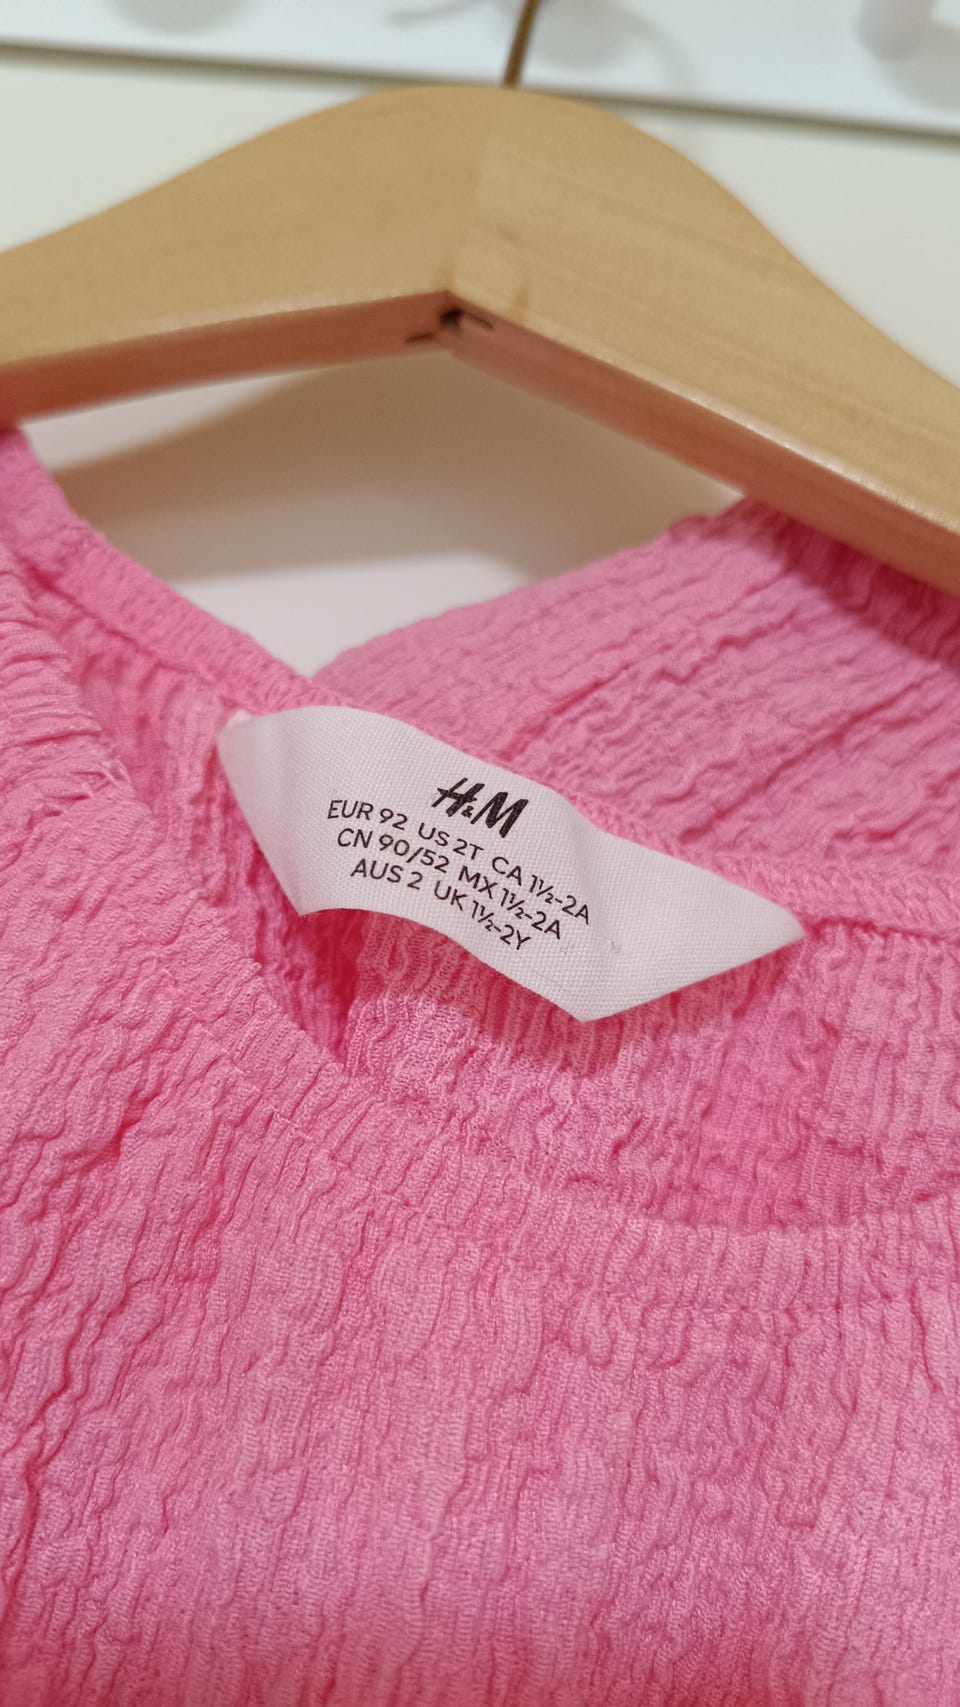 H&M
EUR 92 US 2T CA 1½-2A
CN 90/52 MX 1½-2A
AUS 2 UK 1½-2Y